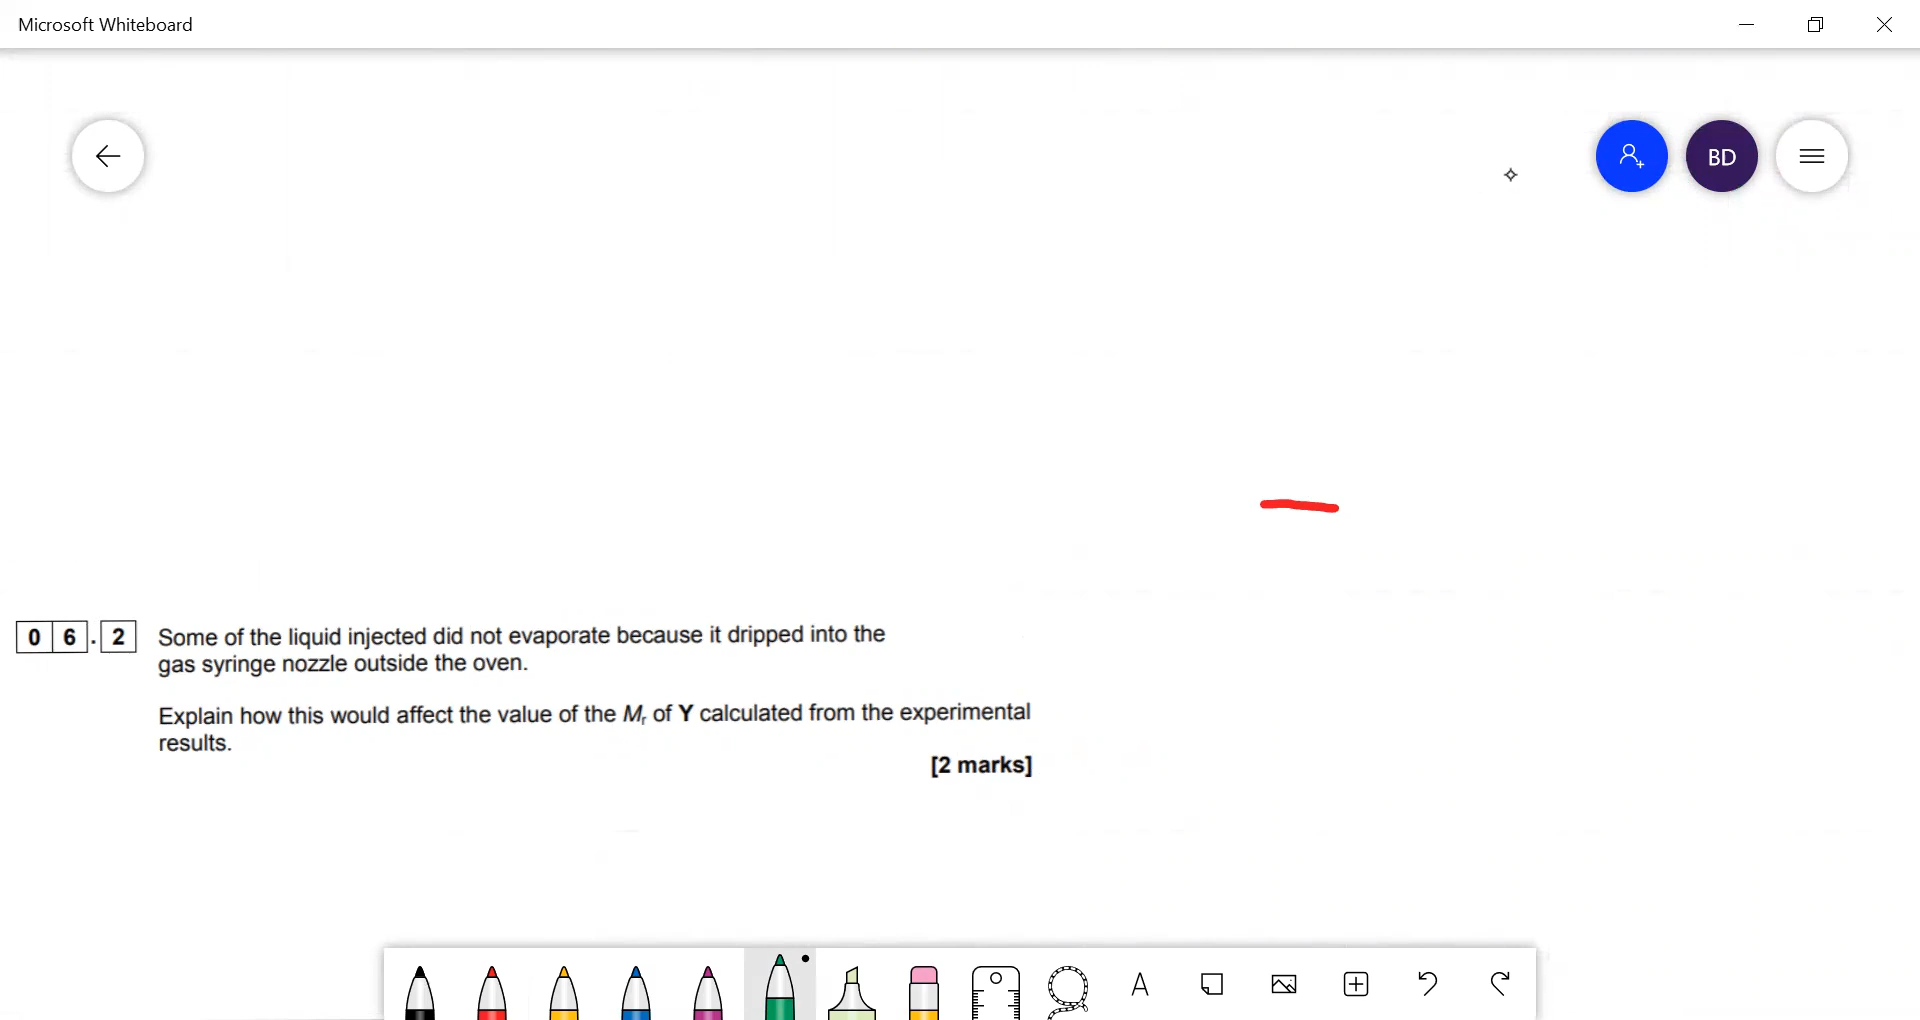 Microsoft Whiteboard
BD
0 6 . 2 Some of the liquid injected did not evaporate because it dripped into the
gas syringe nozzle outside the oven.
Explain how this would affect the value of the Mr of Y calculated from the experimental
results.
[2 marks]